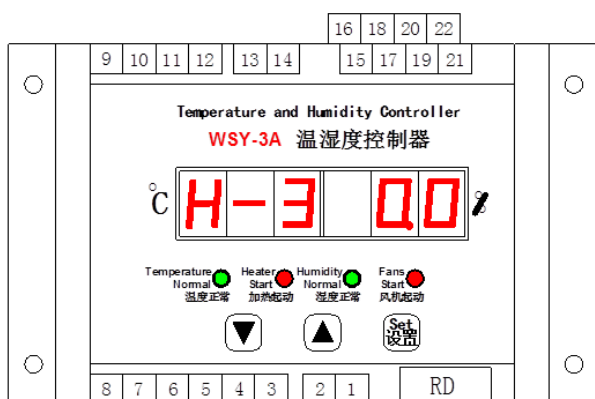 16 18 20 22
9 10 11 12 13 14 15 17 19 21
Temperature and Humidity Controller
WSY-3A 温湿度控制器
℃ H-3 0.0 %
Temperature Normal 温度正常
Heater Start 加热起动
Humidity Normal 湿度正常
Fans Start 风机起动
▼ ▲ Set 设置
8 7 6 5 4 3 2 1 RD